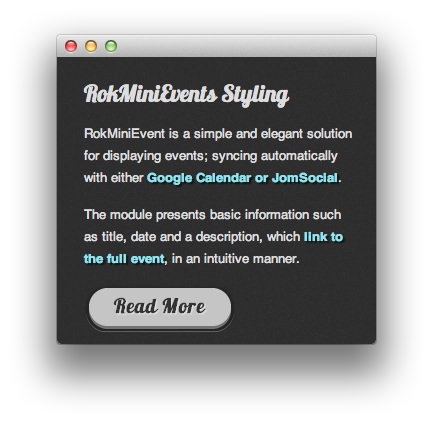 RokMiniEvents Styling
RokMiniEvent is a simple and elegant solution
for displaying events; syncing automatically
with either Google Calendar or JomSocial.
The module presents basic information such
as title, date and a description, which link to
the full event, in an intuitive manner.
Read More